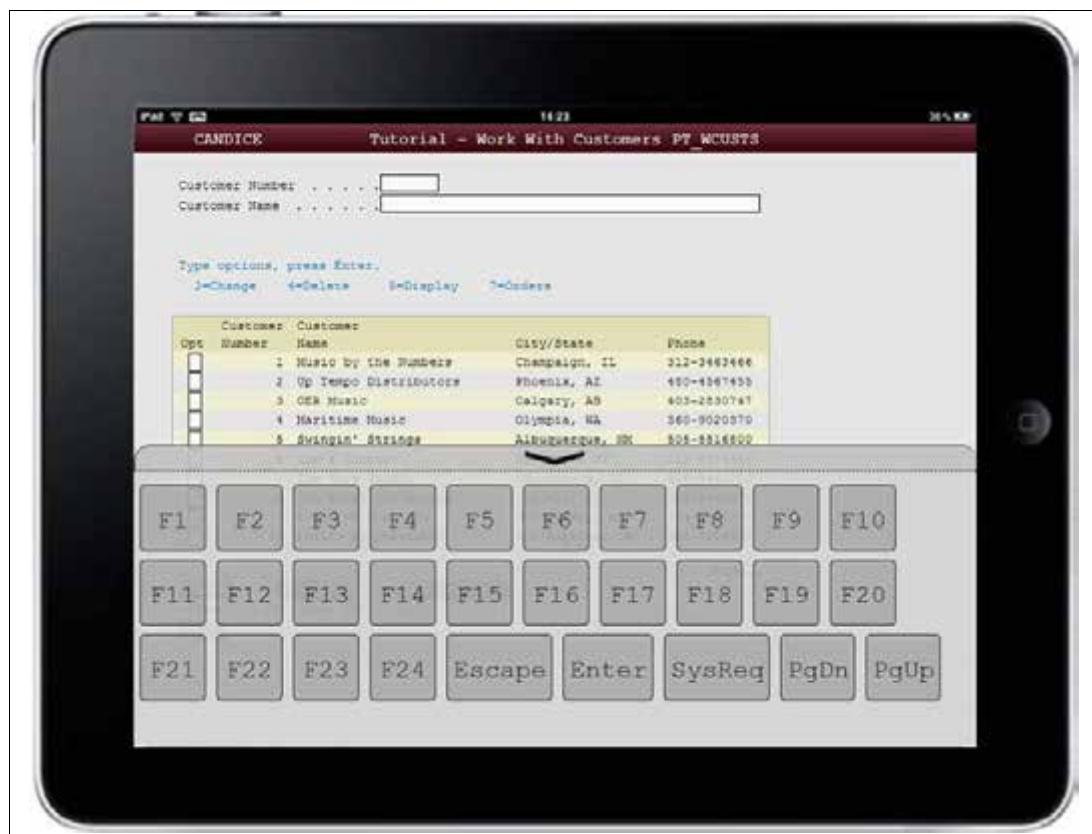 iPad 14:23 36%
CANDICE Tutorial - Work With Customers PT_WCUSTS
Customer Number . . . . .
Customer Name . . . . . .
Type options, press Enter.
2=Change 4=Delete 5=Display 7=Orders
Customer Customer
Opt Number Name City/State Phone
1 Music by the Numbers Champaign, IL
2 Up Tempo Distributors Phoenix, AZ
3 OER Music Calgary, AB
4 Maritime Music Olympia, WA
5 Swingin' Strings Albuquerque, NM
F1 F2 F3 F4 F5 F6 F7 F8 F9 F10
F11 F12 F13 F14 F15 F16 F17 F18 F19 F20
F21 F22 F23 F24 Escape Enter SysReq PgDn PgUp